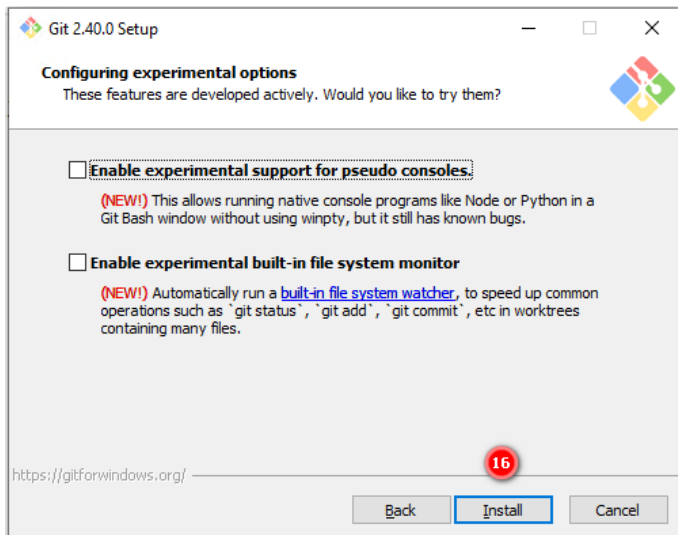 Git 2.40.0 Setup
Configuring experimental options
These features are developed actively. Would you like to try them?
Enable experimental support for pseudo consoles.
(NEW!) This allows running native console programs like Node or Python in a
Git Bash window without using winpty, but it still has known bugs.
Enable experimental built-in file system monitor
(NEW!) Automatically run a built-in file system watcher, to speed up common
operations such as `git status`, `git add`, `git commit`, etc in worktrees
containing many files.
16
https://gitforwindows.org/
Back
Install
Cancel